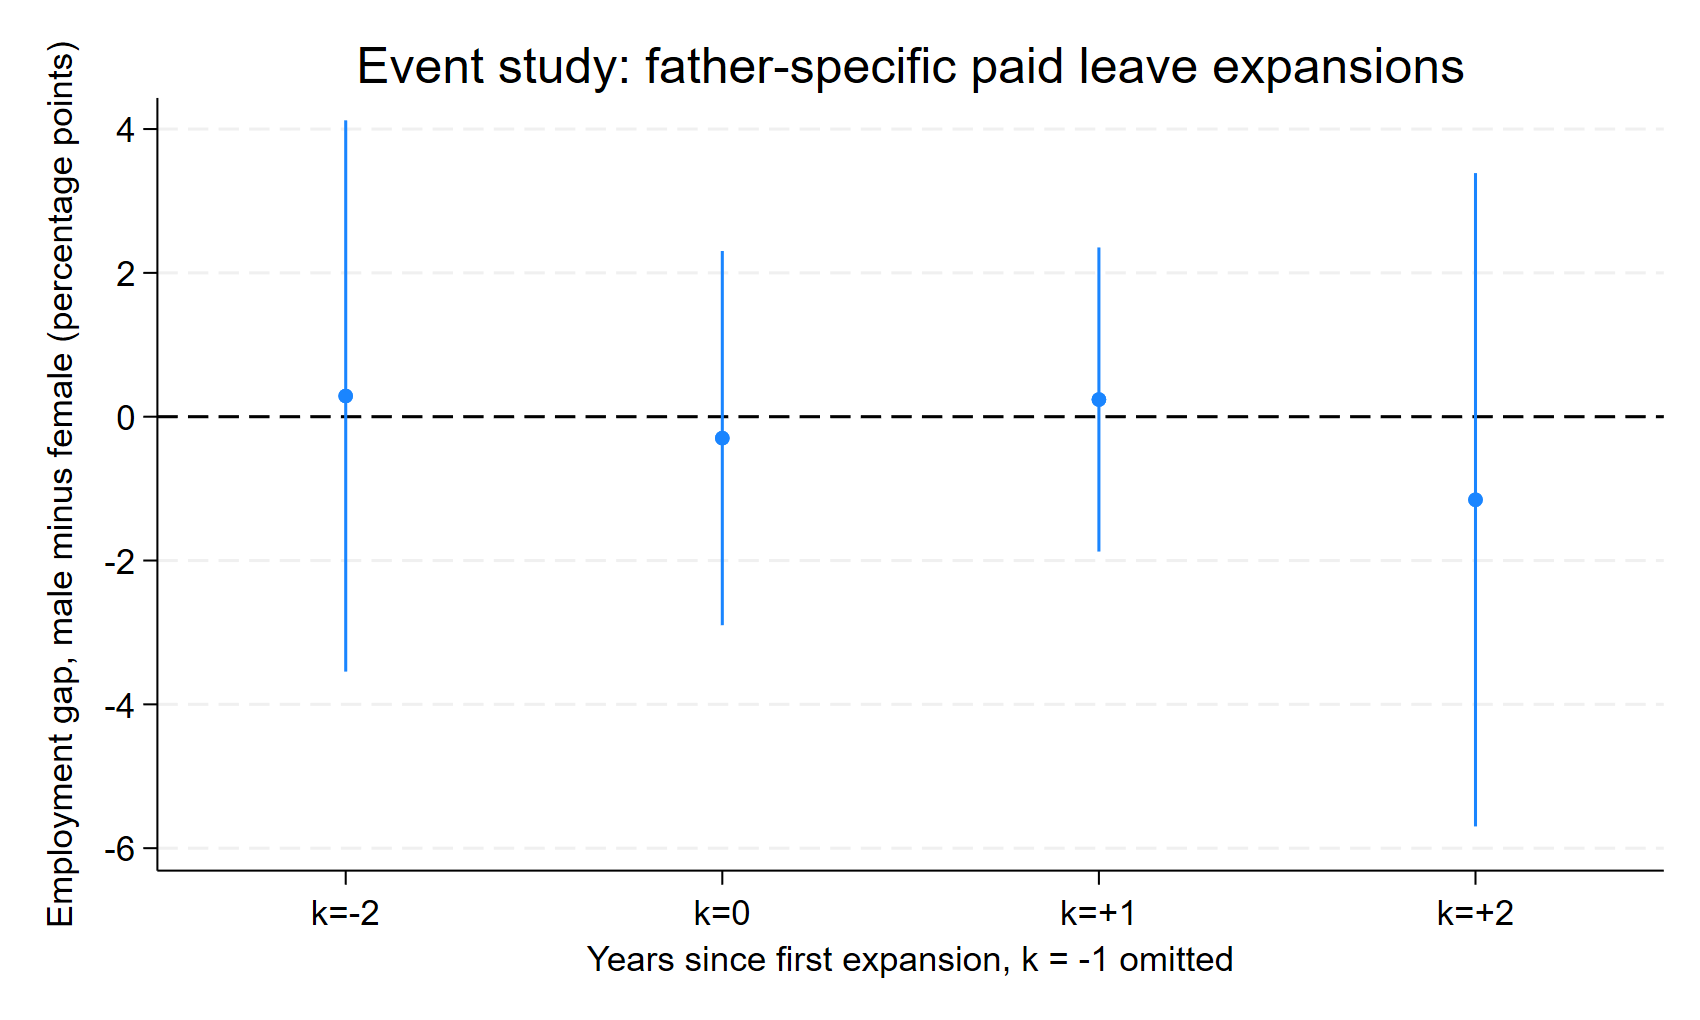 Event study: father-specific paid leave expansions
Employment gap, male minus female (percentage points)
4
2
0
-2
-4
-6
k=-2
k=0
k=+1
k=+2
Years since first expansion, k = -1 omitted